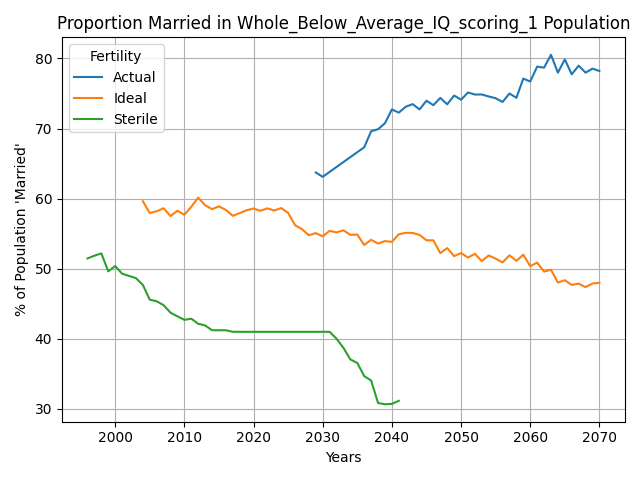 Proportion Married in Whole_Below_Average_IQ_scoring_1 Population
Fertility
Actual
Ideal
Sterile
% of Population 'Married'
80
70
60
50
40
30
2000
2010
2020
2030
2040
2050
2060
2070
Years